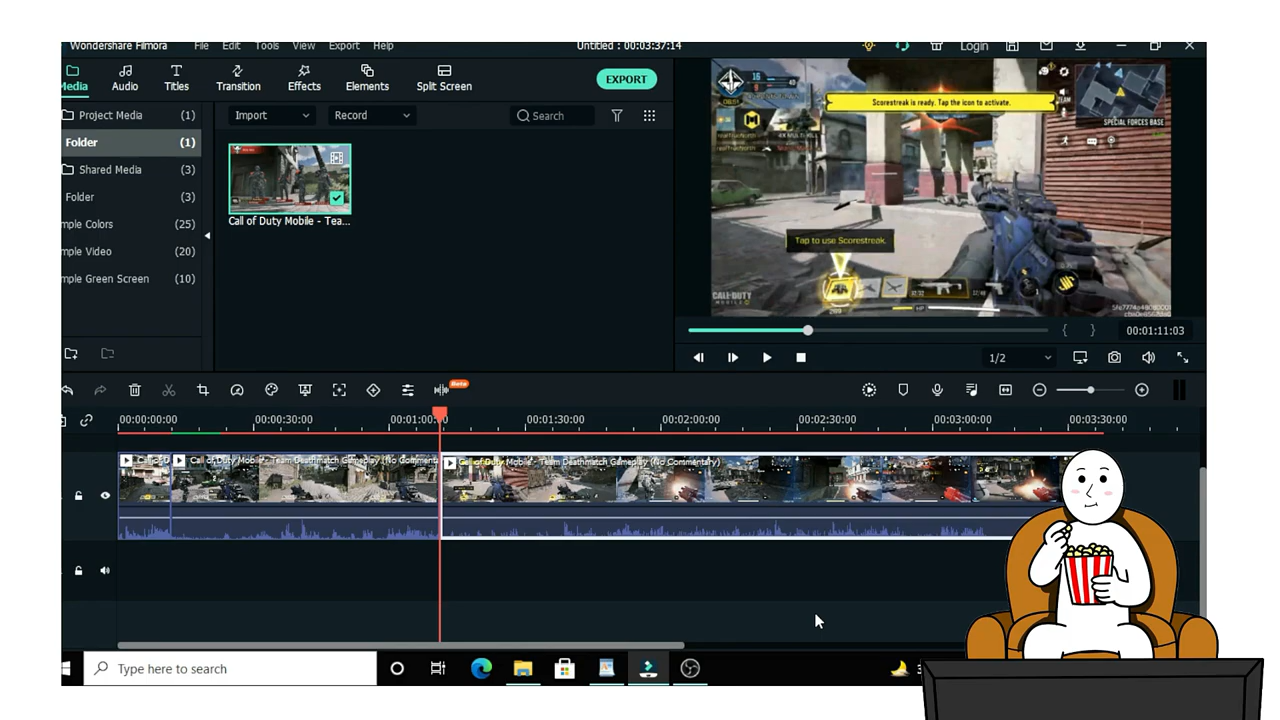 Wondershare Filmora File Edit Tools View Export Help Untitled : 00:03:37:14 Login
Media Audio Titles Transition Effects Elements Split Screen EXPORT
Project Media (1)
Folder (1)
Shared Media (3)
Folder (3)
mple Colors (25)
mple Video (20)
mple Green Screen (10)
Import Record Search
Call of Duty Mobile - Tea...
16
Scorestreak is ready. Tap the icon to activate.
SPECIAL FORCES BASE
Tap to use Scorestreak.
CALL·DUTY
HP
00:01:11:03
1/2
Beta
00:00:00:00 00:00:30:00 00:01:00:00 00:01:30:00 00:02:00:00 00:02:30:00 00:03:00:00 00:03:30:00
Call of D Call of Duty Mobile - Team Deathmatch Gameplay (No Comment Call of Duty Mobile - Team Deathmatch Gameplay (No Commentary)
Type here to search